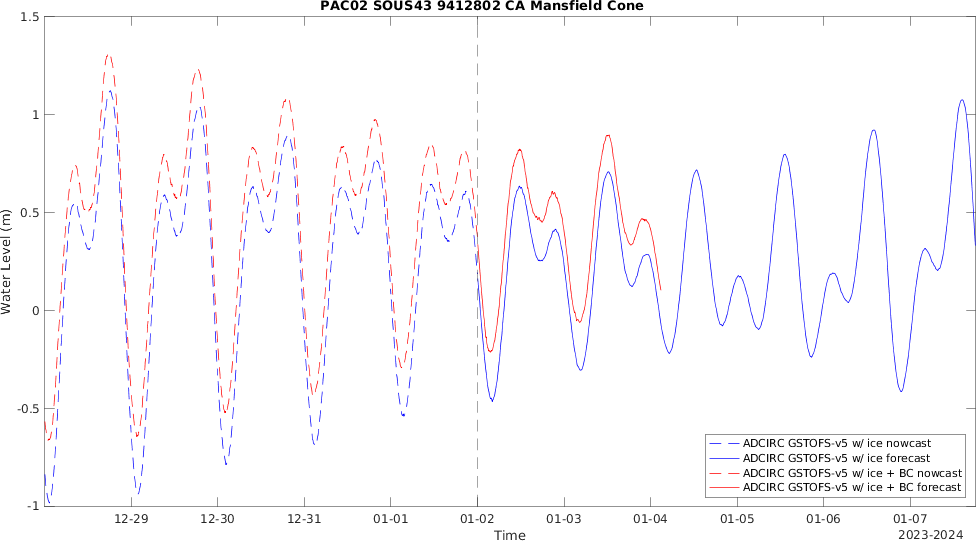 PAC02 SOUS43 9412802 CA Mansfield Cone
1.5
1
0.5
0
-0.5
-1
Water Level (m)
12-29
12-30
12-31
01-01
01-02
01-03
01-04
01-05
01-06
01-07
Time
2023-2024
ADCIRC GSTOFS-v5 w/ ice nowcast
ADCIRC GSTOFS-v5 w/ ice forecast
ADCIRC GSTOFS-v5 w/ ice + BC nowcast
ADCIRC GSTOFS-v5 w/ ice + BC forecast